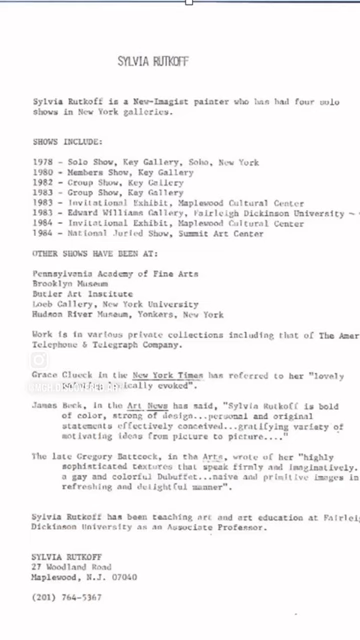 SYLVIA RUTKOFF
Sylvia Rutkoff is a New-Imagist painter who has had four solo
shows in New York galleries.
SHOWS INCLUDE:
1978 - Solo Show, Key Gallery, Soho, New York
1980 - Members Show, Key Gallery
1982 - Group Show, Key Gallery
1983 - Group Show, Key Gallery
1983 - Invitational Exhibit, Maplewood Cultural Center
1983 - Edward Williams Gallery, Fairleigh Dickinson University ~
1984 - Invitational Exhibit, Maplewood Cultural Center
1984 - National Juried Show, Summit Art Center
OTHER SHOWS HAVE BEEN AT:
Pennsylvania Academy of Fine Arts
Brooklyn Museum
Butler Art Institute
Loeb Gallery, New York University
Hudson River Museum, Yonkers, New York
Work is in various private collections including that of The Amer
Telephone & Telegraph Company.
Grace Glueck in the New York Times has referred to her "lovely
evoked".
James Beck, in the Art News has said, "Sylvia Rutkoff is bold
of color, strong of design...personal and original
statements effectively conceived...gratifying variety of
motivating ideas from picture to picture...."
The late Gregory Battcock, in the Arts, wrote of her "highly
sophisticated textures that speak firmly and imaginatively.
a gay and colorful Dubuffet...naive and primitive images in
refreshing and delightful manner".
Sylvia Rutkoff has been teaching art and art education at Fairleig
Dickinson University as an Associate Professor.
SYLVIA RUTKOFF
27 Woodland Road
Maplewood, N.J. 07040
(201) 764-5367